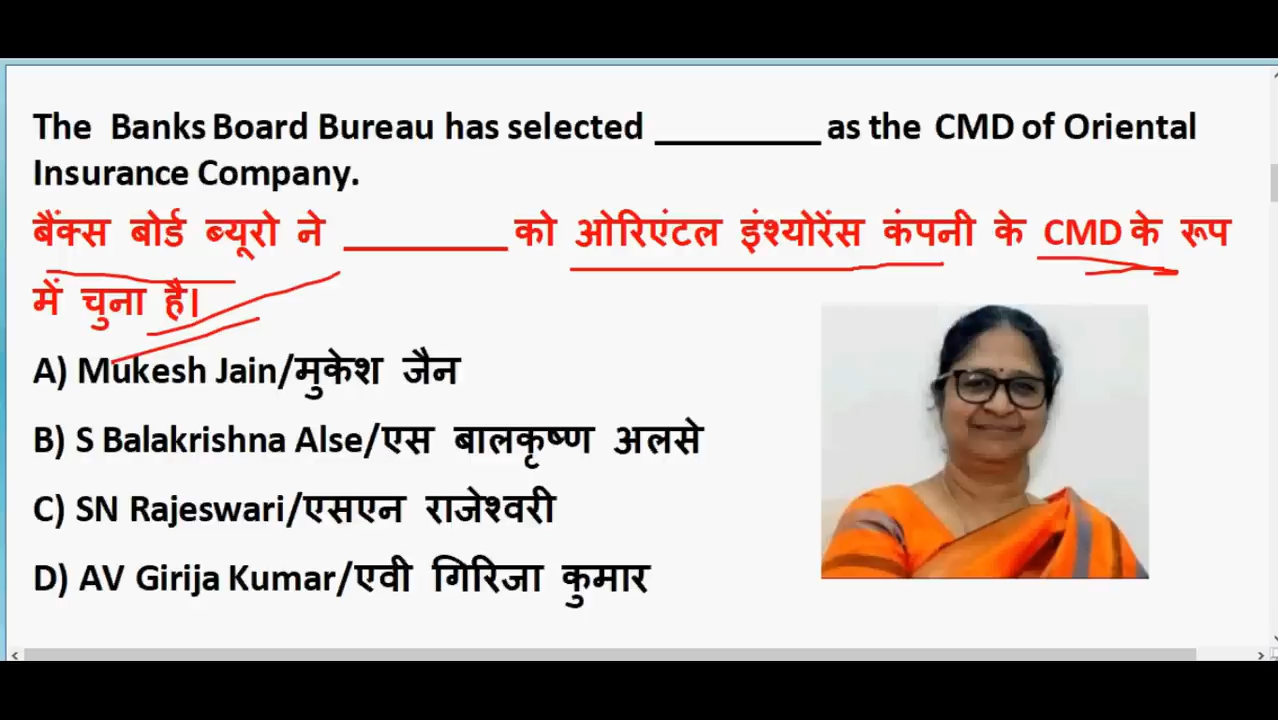 The Banks Board Bureau has selected __________ as the CMD of Oriental
Insurance Company.
बैंक्स बोर्ड ब्यूरो ने __________ को ओरिएंटल इंश्योरेंस कंपनी के CMD के रूप
में चुना है।
A) Mukesh Jain/मुकेश जैन
B) S Balakrishna Alse/एस बालकृष्ण अलसे
C) SN Rajeswari/एसएन राजेश्वरी
D) AV Girija Kumar/एवी गिरिजा कुमार